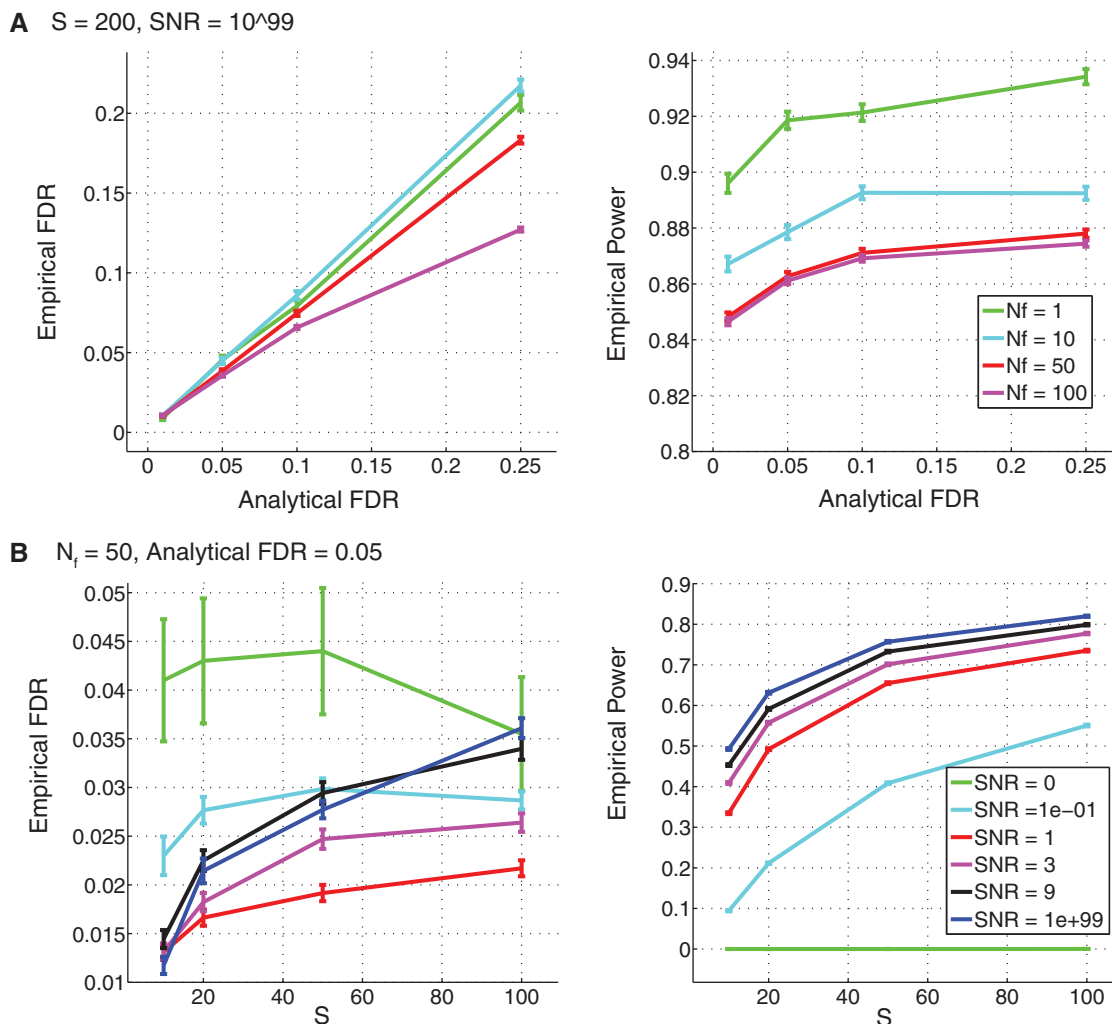 A S = 200, SNR = 10^99
Empirical FDR
0.2
0.15
0.1
0.05
0
0 0.05 0.1 0.15 0.2 0.25
Analytical FDR
Empirical Power
0.94
0.92
0.9
0.88
0.86
0.84
0.82
0.8
0 0.05 0.1 0.15 0.2 0.25
Analytical FDR
Nf = 1
Nf = 10
Nf = 50
Nf = 100
B Nf = 50, Analytical FDR = 0.05
Empirical FDR
0.05
0.045
0.04
0.035
0.03
0.025
0.02
0.015
0.01
20 40 60 80 100
S
Empirical Power
0.9
0.8
0.7
0.6
0.5
0.4
0.3
0.2
0.1
0
20 40 60 80 100
S
SNR = 0
SNR =1e−01
SNR = 1
SNR = 3
SNR = 9
SNR = 1e+99